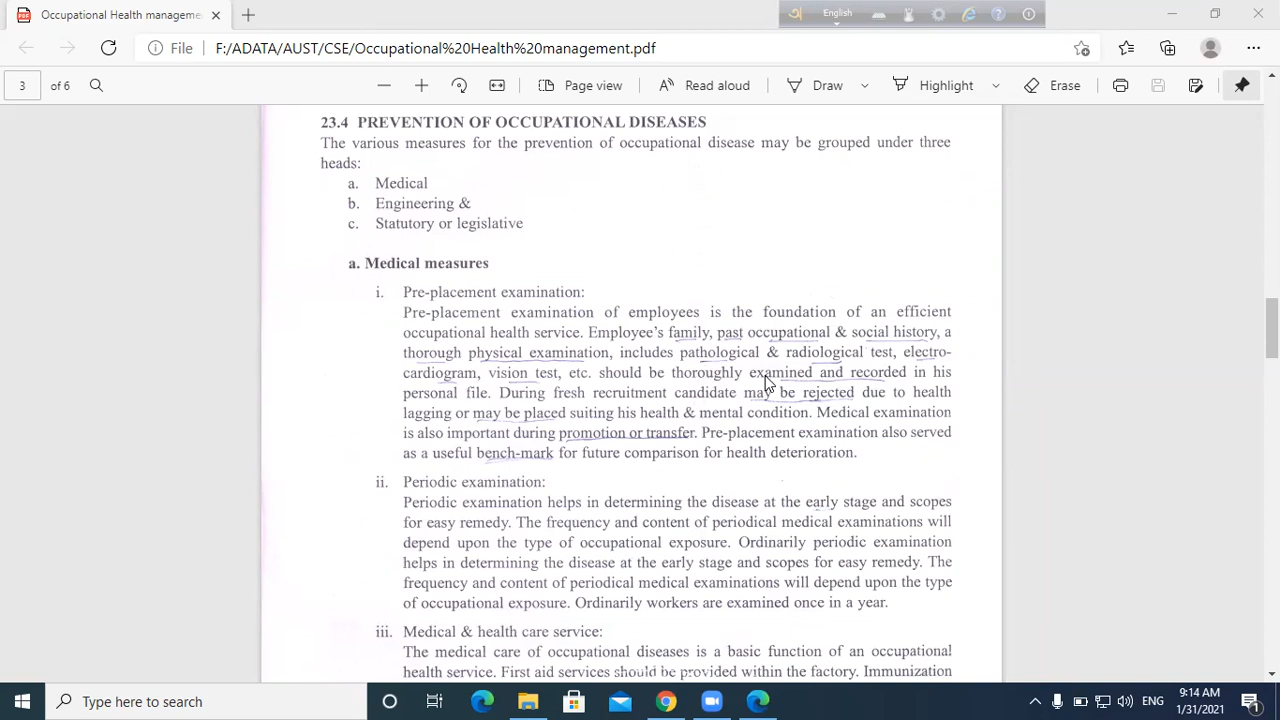 Occupational Health manageme
English
File
F:/ADATA/AUST/CSE/Occupational%20Health%20management.pdf
3 of 6
Page view
Read aloud
Draw
Highlight
Erase
23.4 PREVENTION OF OCCUPATIONAL DISEASES
The various measures for the prevention of occupational disease may be grouped under three
heads:
a. Medical
b. Engineering &
c. Statutory or legislative
a. Medical measures
i. Pre-placement examination:
Pre-placement examination of employees is the foundation of an efficient
occupational health service. Employee's family, past occupational & social history, a
thorough physical examination, includes pathological & radiological test, electro-
cardiogram, vision test, etc. should be thoroughly examined and recorded in his
personal file. During fresh recruitment candidate may be rejected due to health
lagging or may be placed suiting his health & mental condition. Medical examination
is also important during promotion or transfer. Pre-placement examination also served
as a useful bench-mark for future comparison for health deterioration.
ii. Periodic examination:
Periodic examination helps in determining the disease at the early stage and scopes
for easy remedy. The frequency and content of periodical medical examinations will
depend upon the type of occupational exposure. Ordinarily periodic examination
helps in determining the disease at the early stage and scopes for easy remedy. The
frequency and content of periodical medical examinations will depend upon the type
of occupational exposure. Ordinarily workers are examined once in a year.
iii. Medical & health care service:
The medical care of occupational diseases is a basic function of an occupational
health service. First aid services should be provided within the factory. Immunization
Type here to search
ENG
9:14 AM
1/31/2021
1